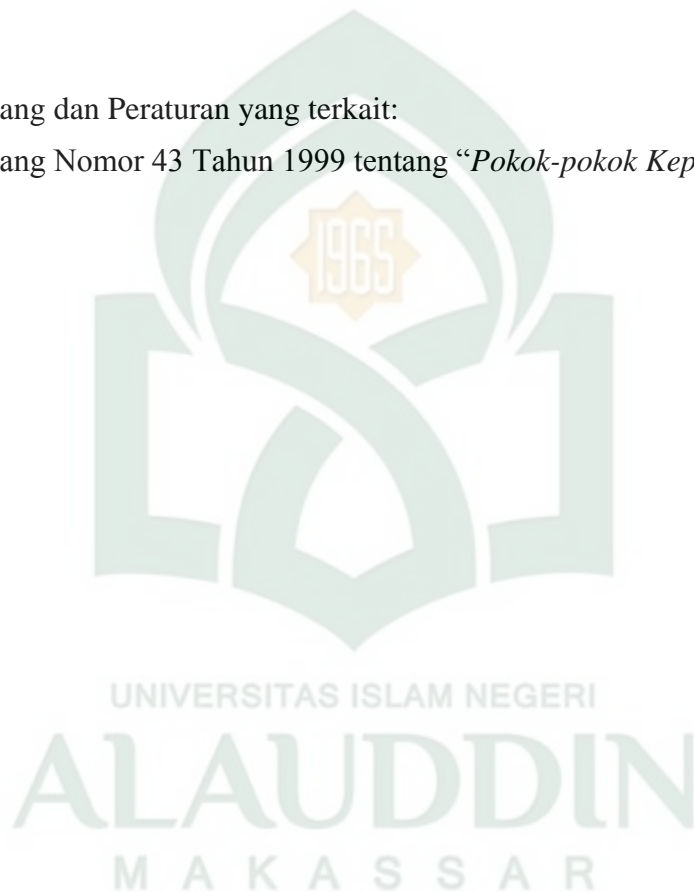 ang dan Peraturan yang terkait:
ang Nomor 43 Tahun 1999 tentang “Pokok-pokok Kep
1965
UNIVERSITAS ISLAM NEGERI
ALAUDDIN
MAKASSAR